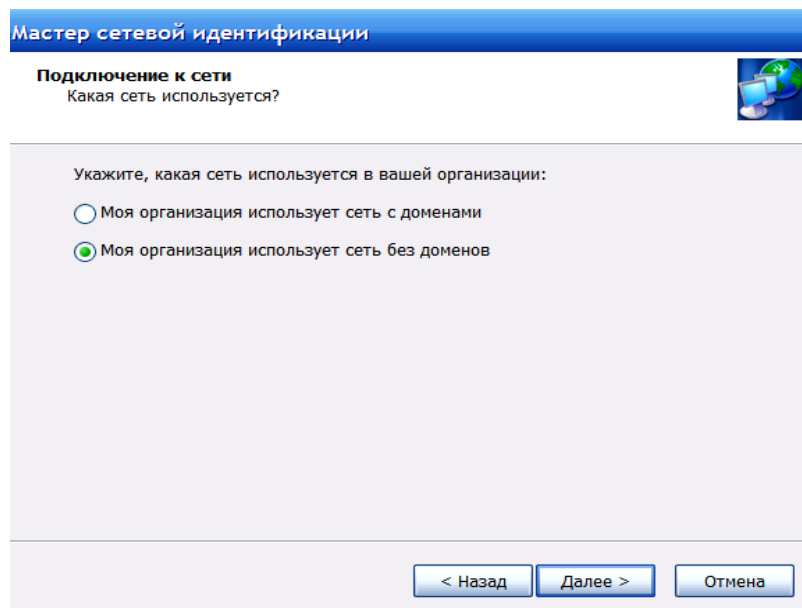 Мастер сетевой идентификации
Подключение к сети
Какая сеть используется?
Укажите, какая сеть используется в вашей организации:
Моя организация использует сеть с доменами
Моя организация использует сеть без доменов
< Назад
Далее >
Отмена